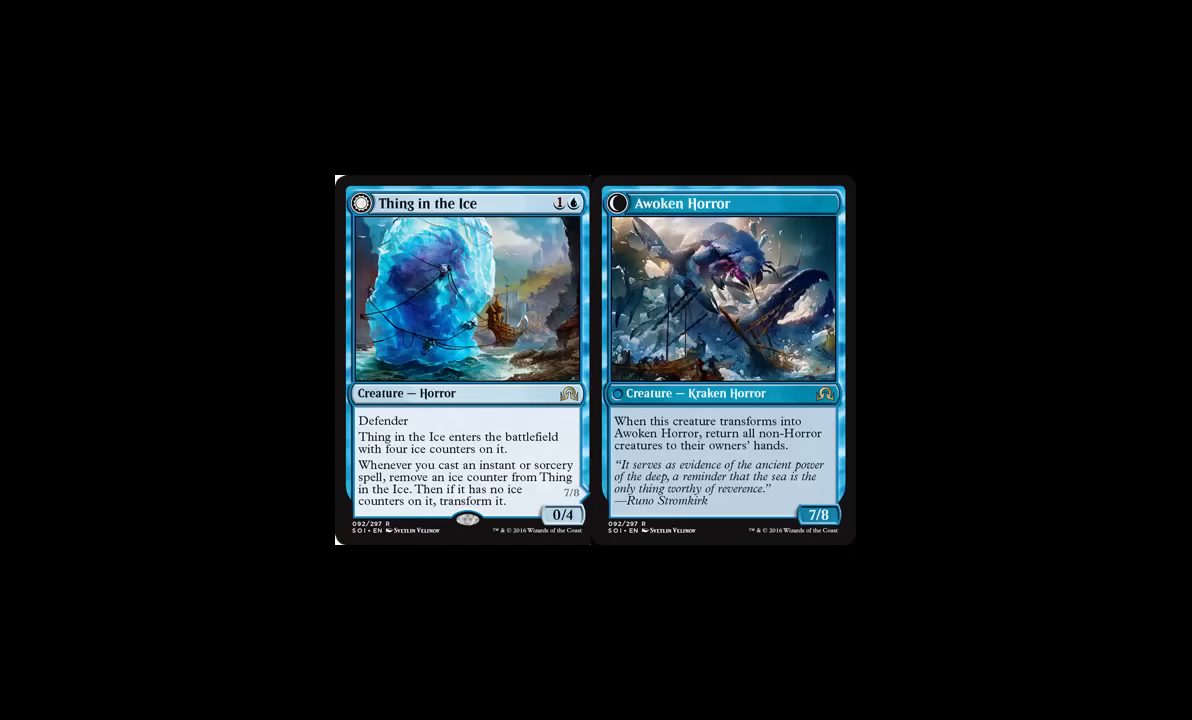 Thing in the Ice
1
Creature — Horror
Defender
Thing in the Ice enters the battlefield
with four ice counters on it.
Whenever you cast an instant or sorcery
spell, remove an ice counter from Thing
in the Ice. Then if it has no ice
counters on it, transform it.
7/8
0/4
092/297 R
SOI • EN Svetlin Velinov
™ & © 2016 Wizards of the Coast
Awoken Horror
Creature — Kraken Horror
When this creature transforms into
Awoken Horror, return all non-Horror
creatures to their owners' hands.
“It serves as evidence of the ancient power
of the deep, a reminder that the sea is the
only thing worthy of reverence.”
—Runo Stromkirk
7/8
092/297 R
SOI • EN Svetlin Velinov
™ & © 2016 Wizards of the Coast